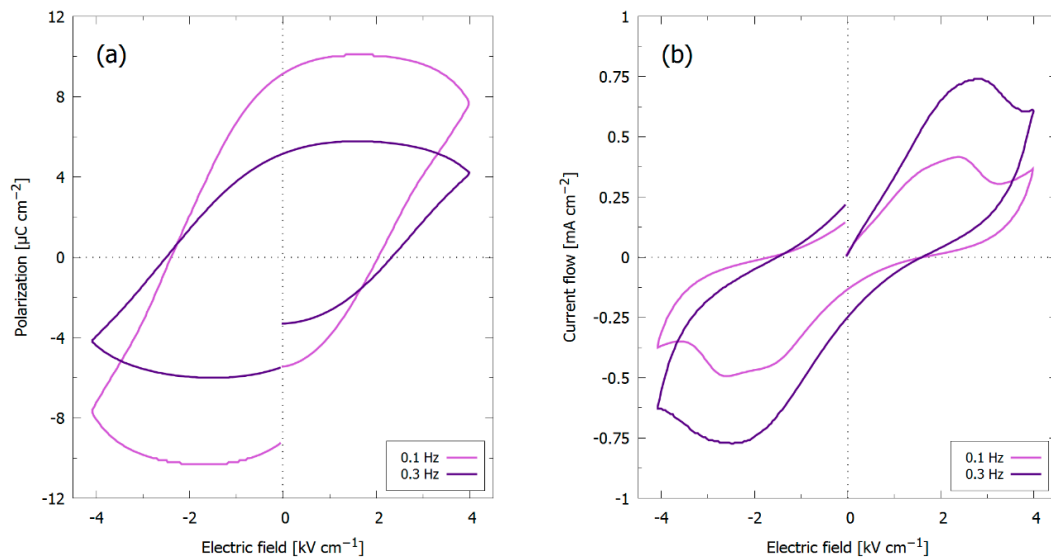 (a)
Polarization [µC cm⁻²]
12
8
4
0
-4
-8
12
-4
-2
0
2
4
Electric field [kV cm⁻¹]
0.1 Hz
0.3 Hz
(b)
Current flow [mA cm⁻²]
1
0.75
0.5
0.25
0
-0.25
-0.5
-0.75
-1
-4
-2
0
2
4
Electric field [kV cm⁻¹]
0.1 Hz
0.3 Hz